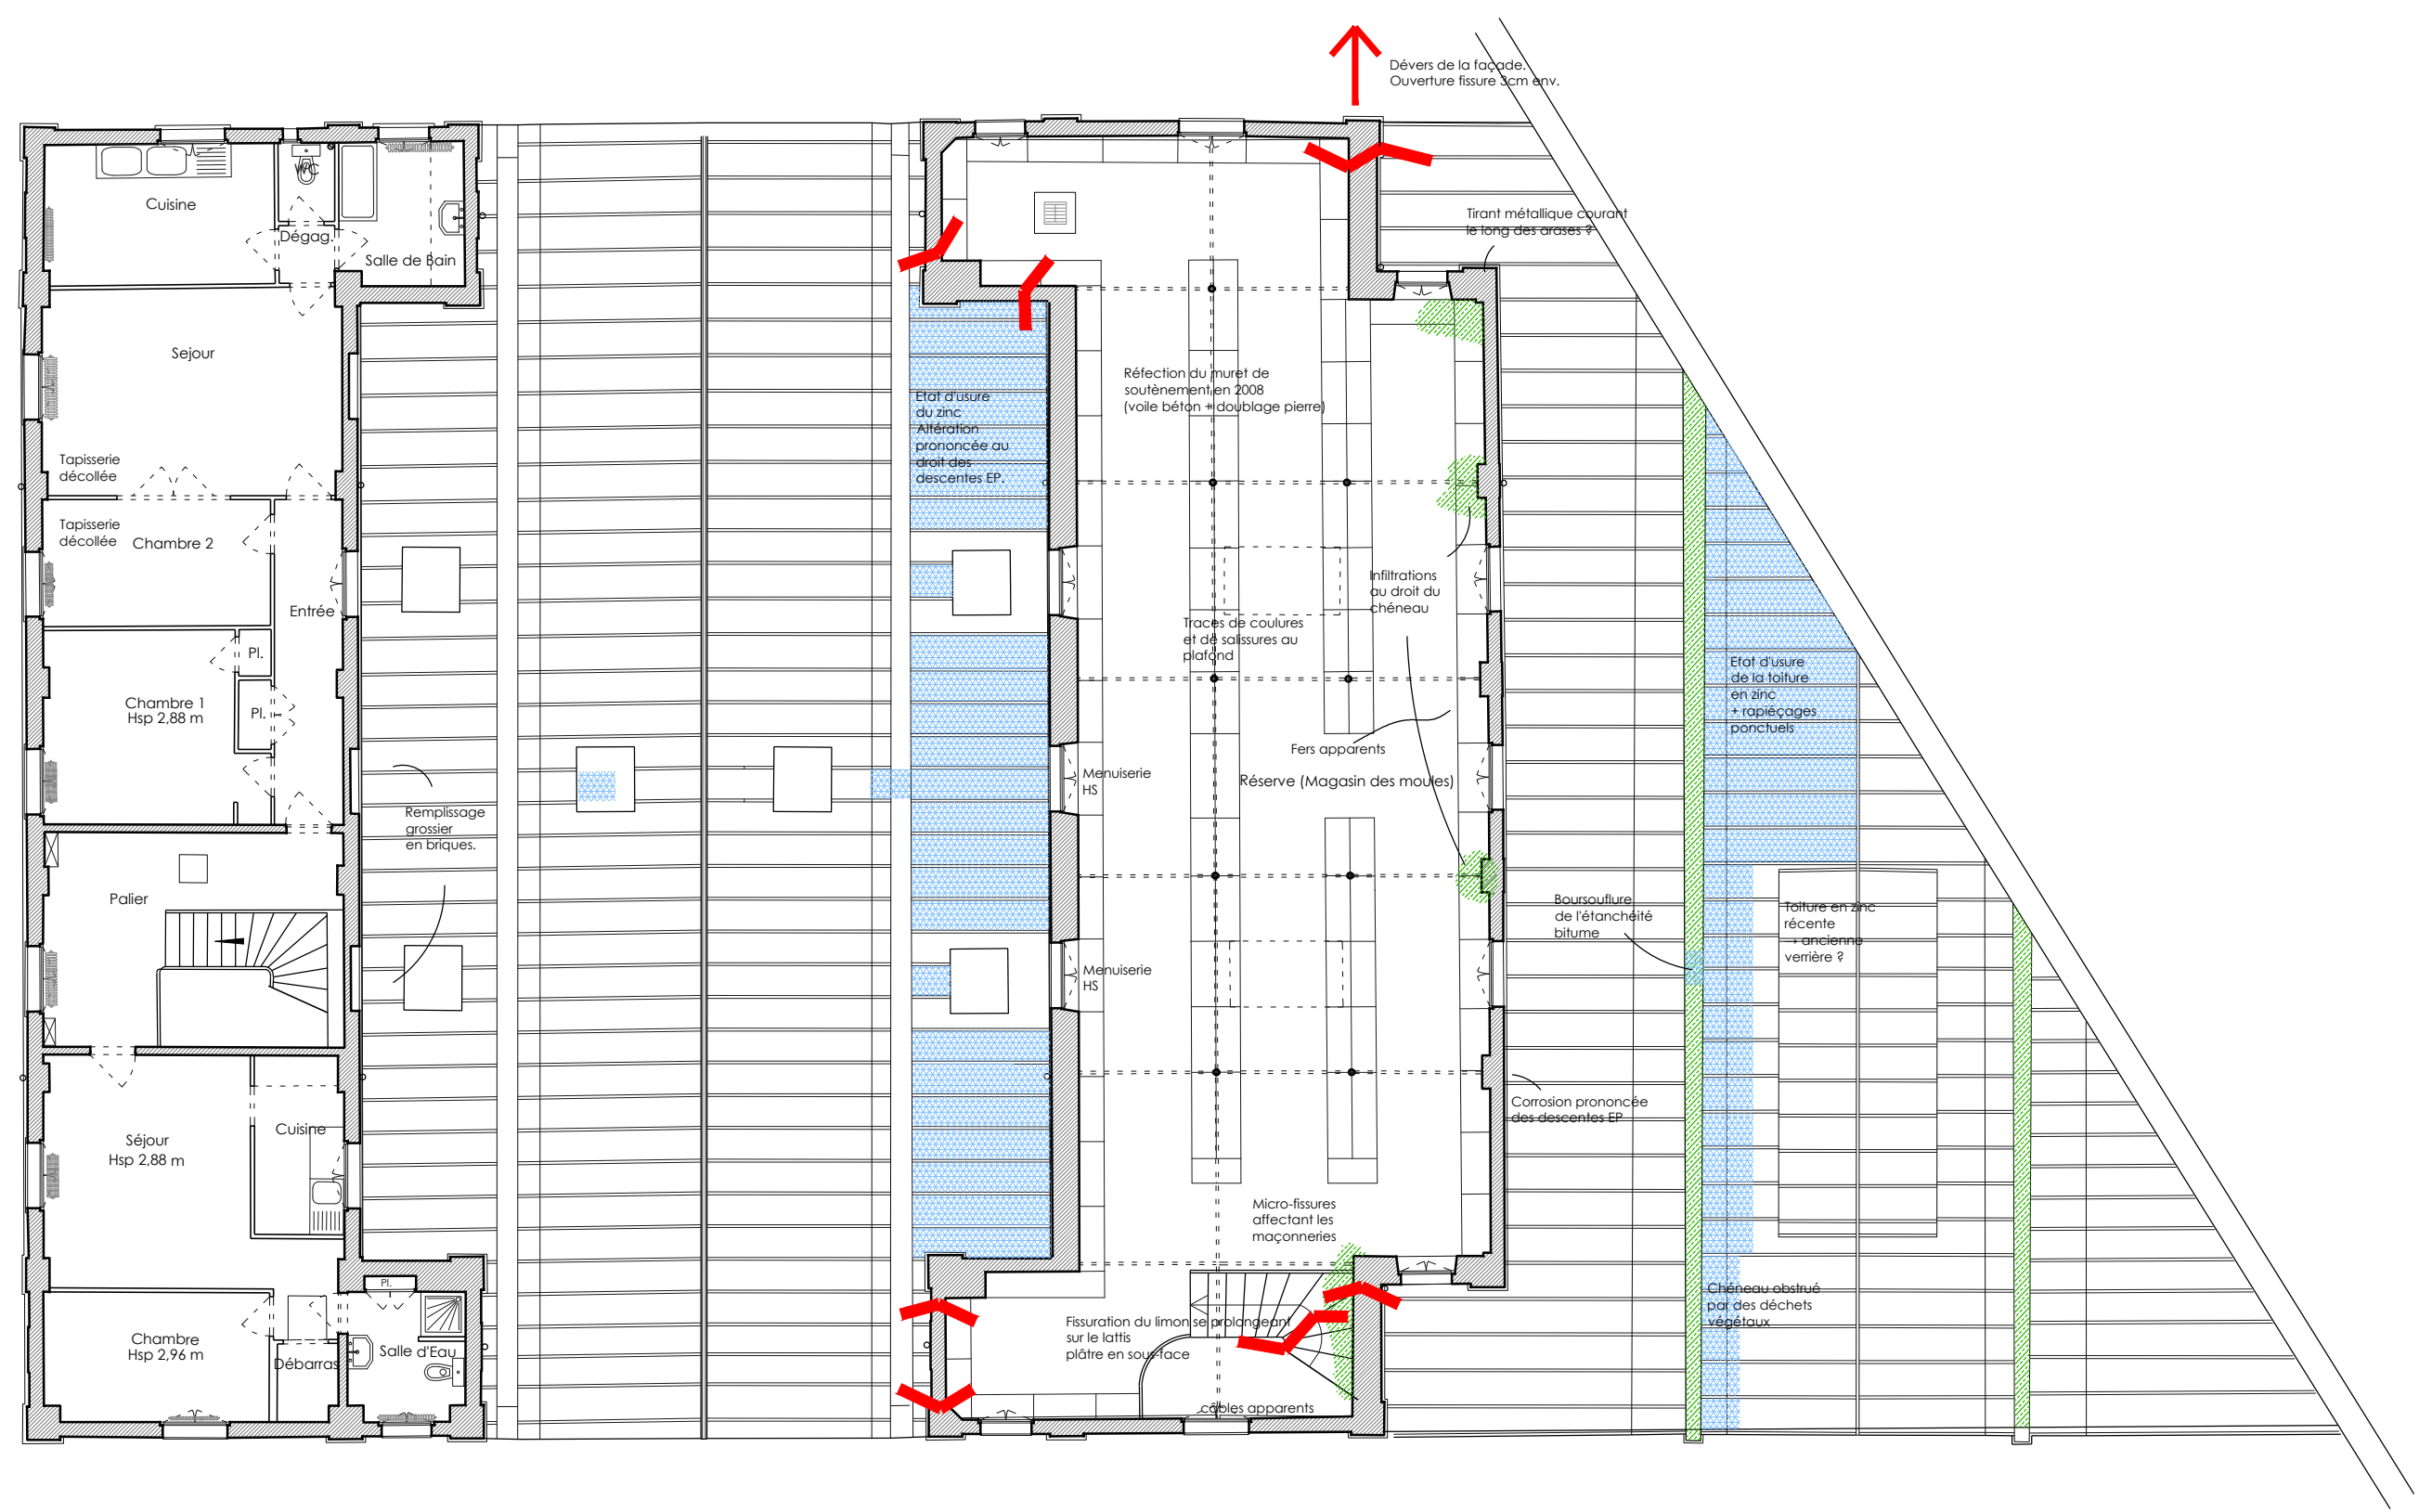 Dévers de la façade.
Ouverture fissure 3cm env.
WC
Cuisine
Dégag.
Salle de Bain
Tirant métallique courant
le long des arases ?
Sejour
Réfection du muret de
soutènement en 2008
(voile béton + doublage pierre)
Etat d'usure
du zinc
Altération
prononcée au
droit des
descentes EP.
Tapisserie
décollée
Tapisserie
décollée
Chambre 2
Entrée
Infiltrations
au droit du
chéneau
Traces de coulures
et de salissures au
plafond
Pl.
Etat d'usure
de la toiture
en zinc
+ rapiéçages
ponctuels
Chambre 1
Hsp 2,88 m
Pl.
Fers apparents
Menuiserie
HS
Réserve (Magasin des moules)
Remplissage
grossier
en briques.
Palier
Boursouflure
de l'étanchéité
bitume
Toiture en zinc
récente
→ ancienne
verrière ?
Menuiserie
HS
Corrosion prononcée
des descentes EP
Cuisine
Séjour
Hsp 2,88 m
Micro-fissures
affectant les
maçonneries
Pl.
Chéneau obstrué
par des déchets
végétaux
Fissuration du limon se prolongeant
sur le lattis
plâtre en sous-face
Chambre
Hsp 2,96 m
Débarras
Salle d'Eau
câbles apparents